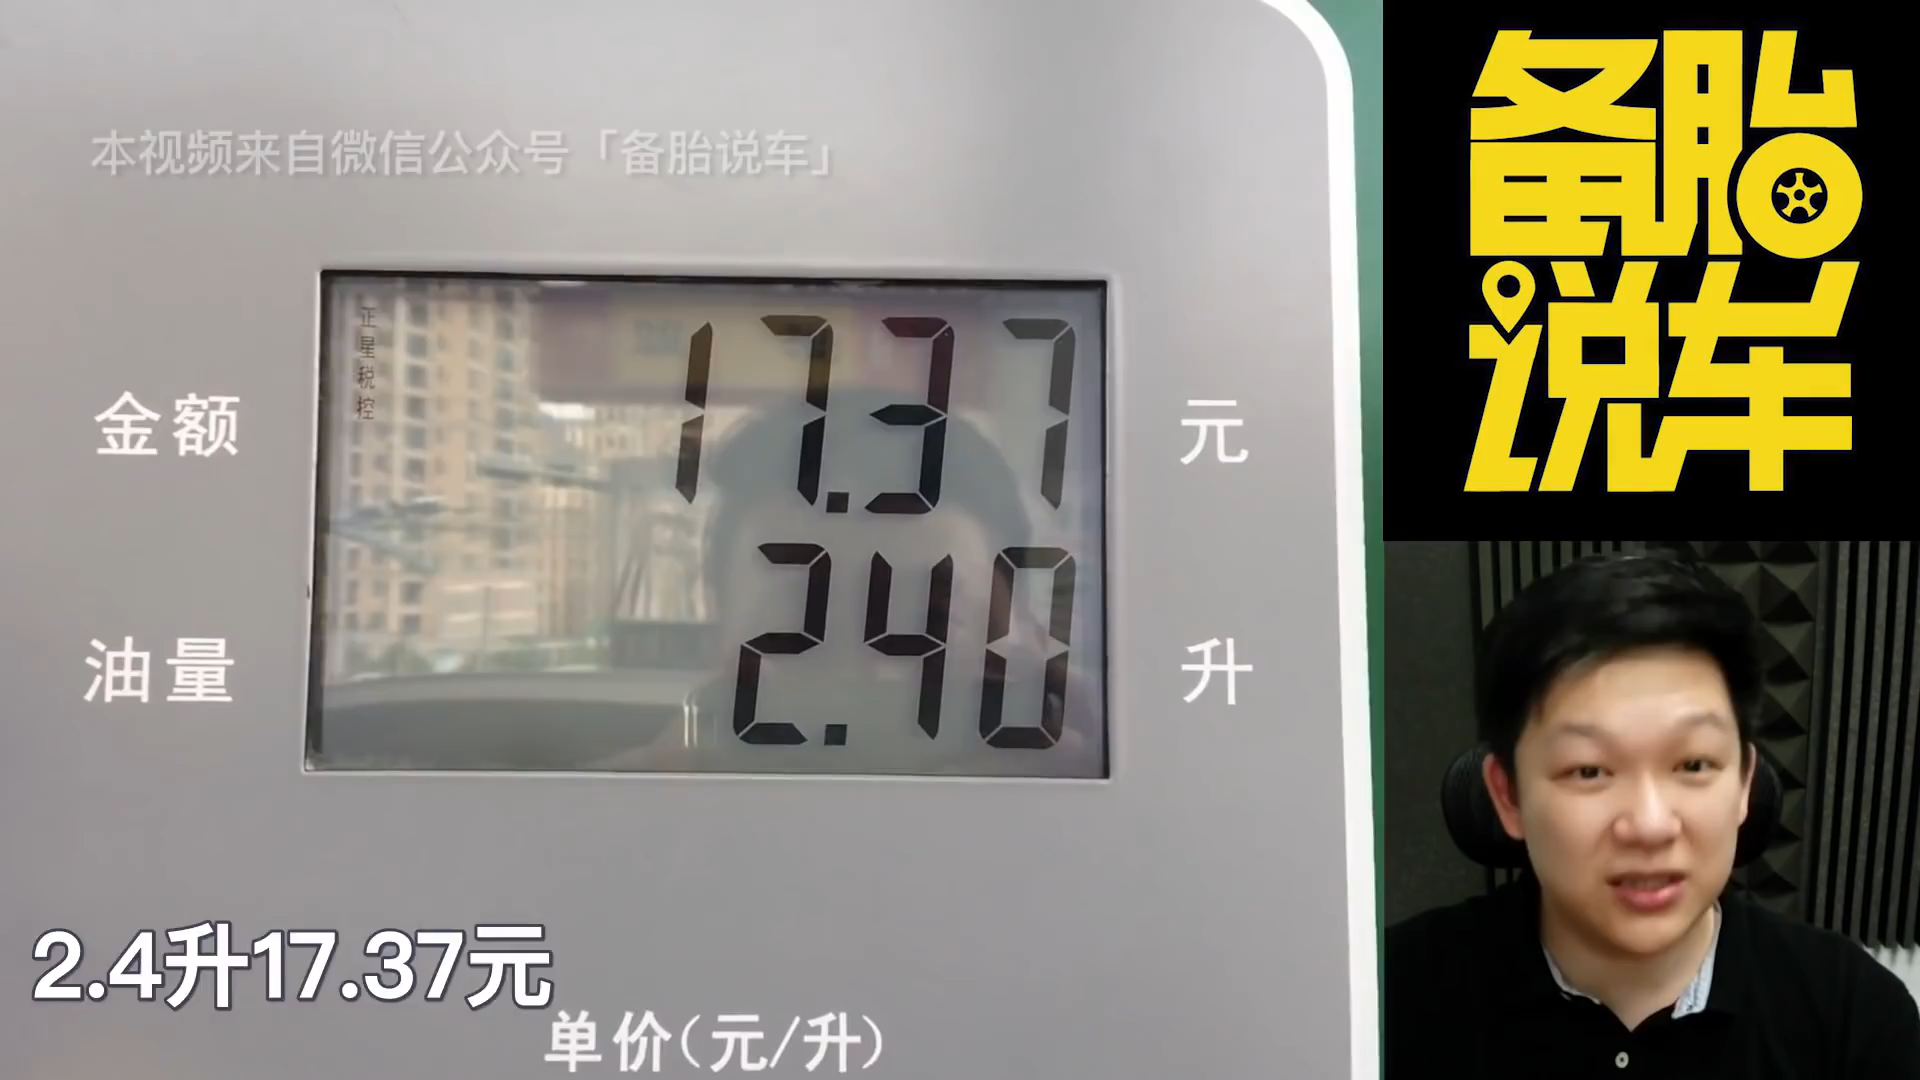 本视频来自微信公众号「备胎说车」
正星税控
金额 17.37 元
油量 2.40 升
2.4升17.37元
单价(元/升)
备胎
说车